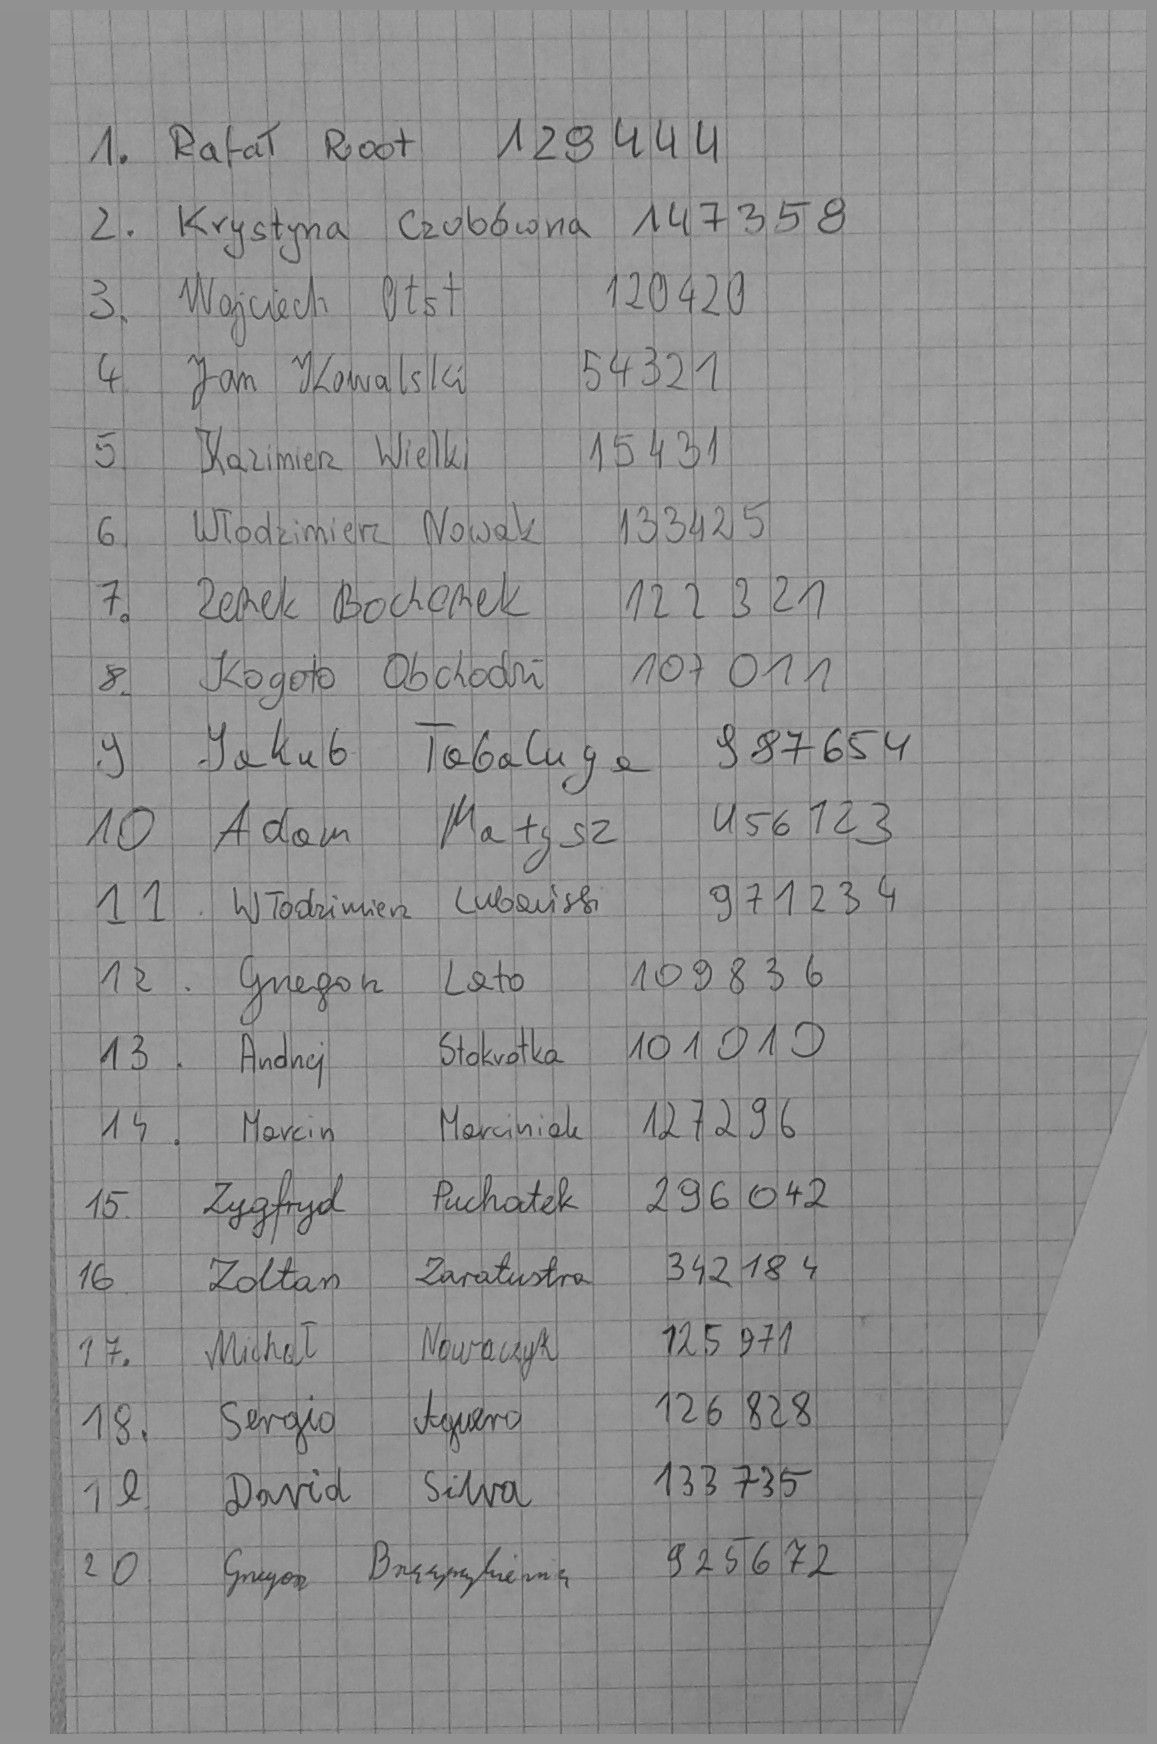 1. Rafał Root 129444
2. Krystyna Czubówna 147358
3. Wojciech Otst 120420
4 Jan Kowalski 54321
5 Kazimierz Wielki 15431
6 Włodzimierz Nowak 133425
7. Zenek Bochenek 122321
8. Kogoto Obchodzi 107011
9 Jakub Tabaluga 987654
10 Adam Małysz 456123
11. Włodzimierz 971234
12. Grzegorz Lato 109836
13. Andrzej Stokrotka 101010
14. Marcin Marciniak 127296
15. Zygfryd Puchatek 296042
16 Zoltan Zaratustra 342184
17. Michał Nowaczyk 125971
18. Sergio Aguero 126828
19 David Silva 133735
20 Grzegorz 925672